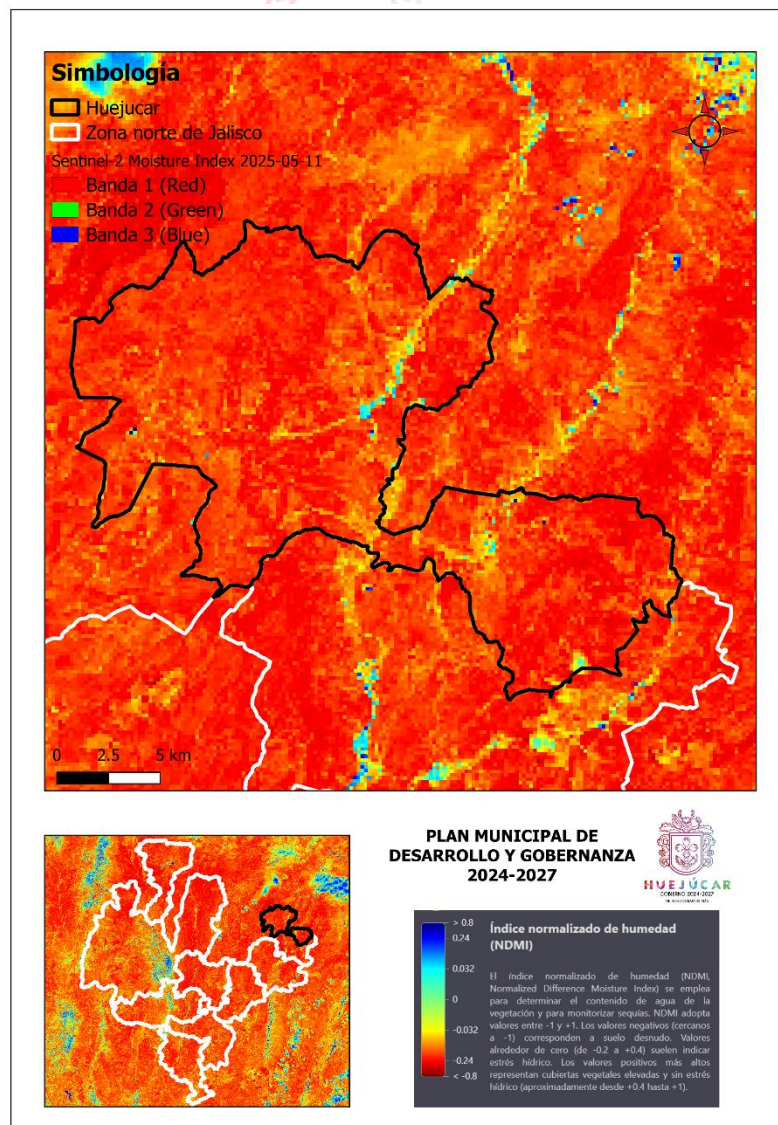 Simbología
Huejucar
Zona norte de Jalisco
Sentinel-2 Moisture Index 2025-05-11
Banda 1 (Red)
Banda 2 (Green)
Banda 3 (Blue)
0 2.5 5 km
PLAN MUNICIPAL DE
DESARROLLO Y GOBERNANZA
2024-2027
HUEJÚCAR
GOBIERNO 2024-2027
> 0.8
0.24
0.032
0
-0.032
-0.24
< -0.8
Índice normalizado de humedad
(NDMI)
El índice normalizado de humedad (NDMI,
Normalized Difference Moisture Index) se emplea
para determinar el contenido de agua de la
vegetación y para monitorizar sequías. NDMI adopta
valores entre -1 y +1. Los valores negativos (cercanos
a -1) corresponden a suelo desnudo. Valores
alrededor de cero (de -0.2 a +0.4) suelen indicar
estrés hídrico. Los valores positivos más altos
representan cubiertas vegetales elevadas y sin estrés
hídrico (aproximadamente desde +0.4 hasta +1).